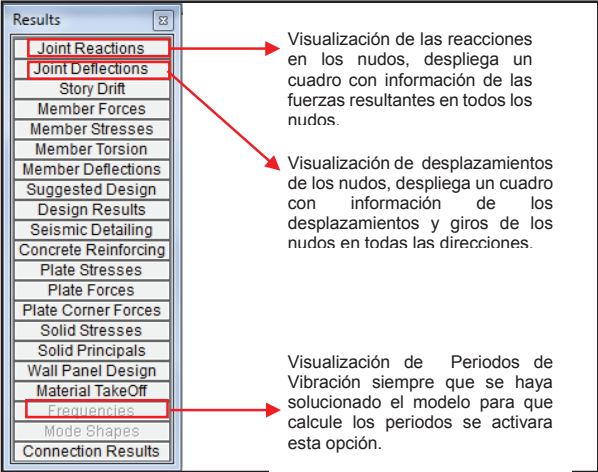 Results
Joint Reactions
Joint Deflections
Story Drift
Member Forces
Member Stresses
Member Torsion
Member Deflections
Suggested Design
Design Results
Seismic Detailing
Concrete Reinforcing
Plate Stresses
Plate Forces
Plate Corner Forces
Solid Stresses
Solid Principals
Wall Panel Design
Material TakeOff
Frequencies
Mode Shapes
Connection Results
Visualización de las reacciones
en los nudos, despliega un
cuadro con información de las
fuerzas resultantes en todos los
nudos.
Visualización de desplazamientos
de los nudos, despliega un cuadro
con información de los
desplazamientos y giros de los
nudos en todas las direcciones.
Visualización de Periodos de
Vibración siempre que se haya
solucionado el modelo para que
calcule los periodos se activara
esta opción.